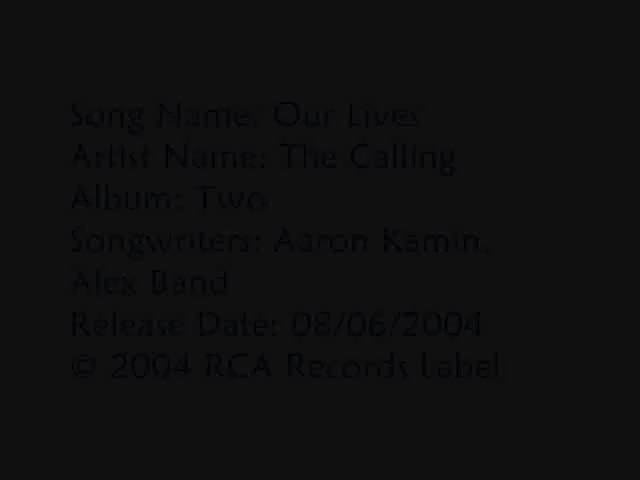 Song Name: Our Lives
Artist Name: The Calling
Album: Two
Songwriters: Aaron Kamin,
Alex Band
Release Date: 08/06/2004
© 2004 RCA Records Label